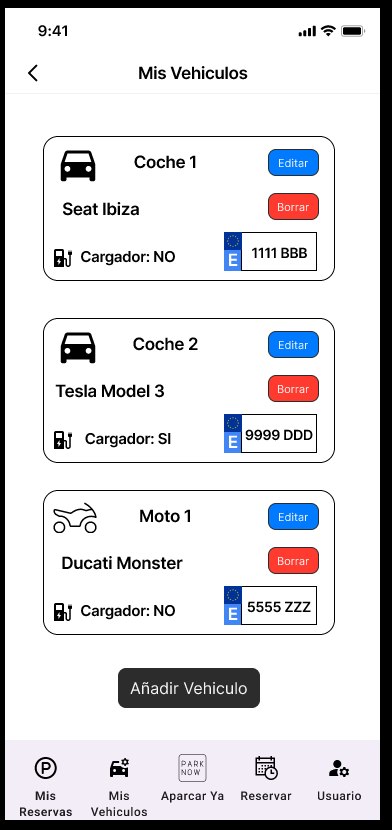 9:41
Mis Vehiculos
Coche 1
Editar
Seat Ibiza
Borrar
Cargador: NO
E
1111 BBB
Coche 2
Editar
Tesla Model 3
Borrar
Cargador: SI
E
9999 DDD
Moto 1
Editar
Ducati Monster
Borrar
Cargador: NO
E
5555 ZZZ
Añadir Vehiculo
P
PARK
NOW
Mis
Reservas
Mis
Vehiculos
Aparcar Ya
Reservar
Usuario